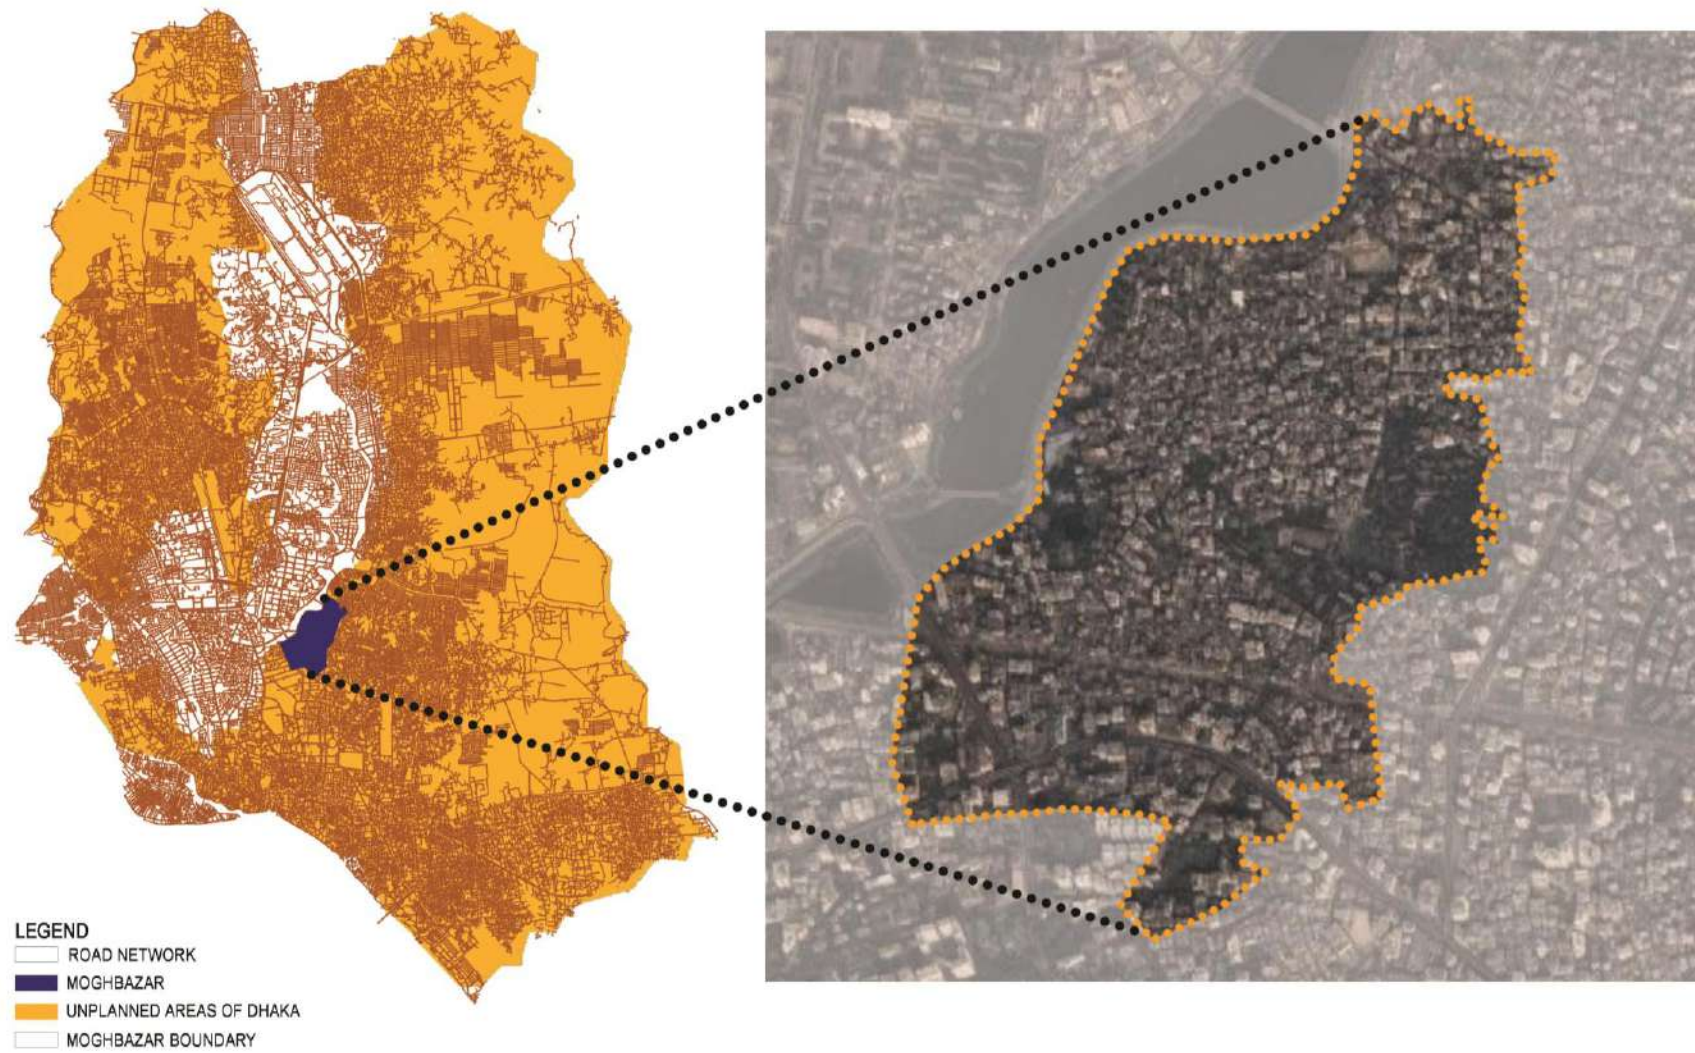 LEGEND
ROAD NETWORK
MOGHBAZAR
UNPLANNED AREAS OF DHAKA
MOGHBAZAR BOUNDARY